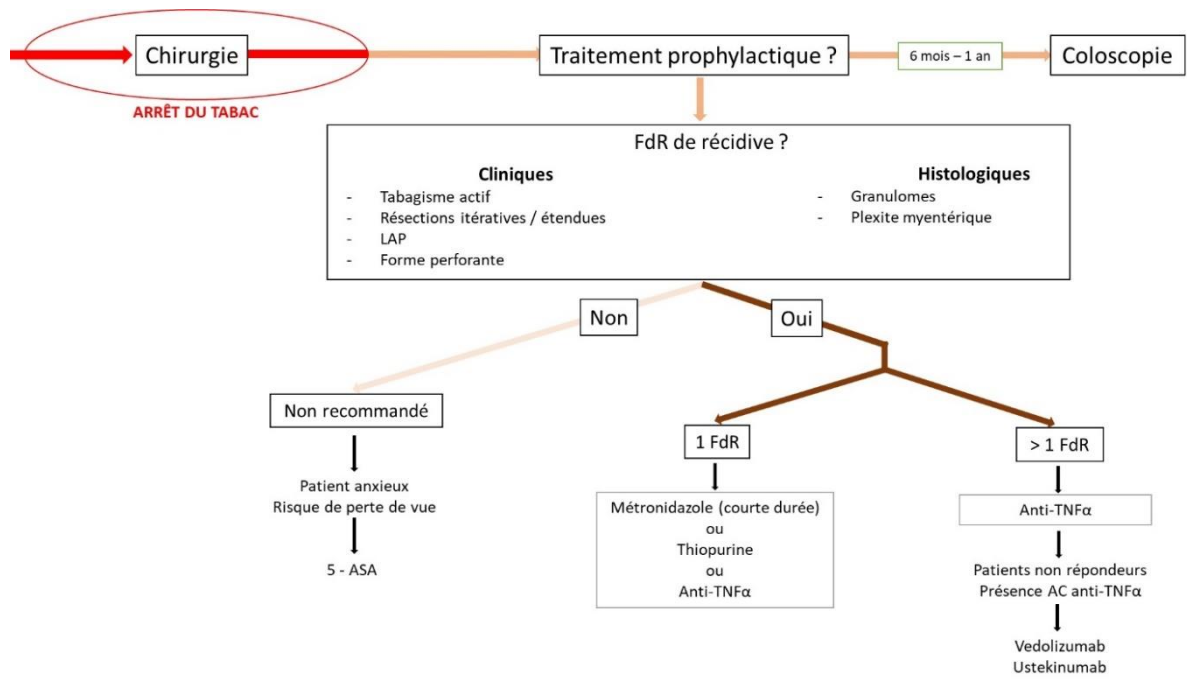 Chirurgie
ARRÊT DU TABAC
Traitement prophylactique ?
6 mois – 1 an
Coloscopie
FdR de récidive ?
Cliniques
- Tabagisme actif
- Résections itératives / étendues
- LAP
- Forme perforante
Histologiques
- Granulomes
- Plexite myentérique
Non
Oui
Non recommandé
Patient anxieux
Risque de perte de vue
5 - ASA
1 FdR
Métronidazole (courte durée)
ou
Thiopurine
ou
Anti-TNFα
> 1 FdR
Anti-TNFα
Patients non répondeurs
Présence AC anti-TNFα
Vedolizumab
Ustekinumab